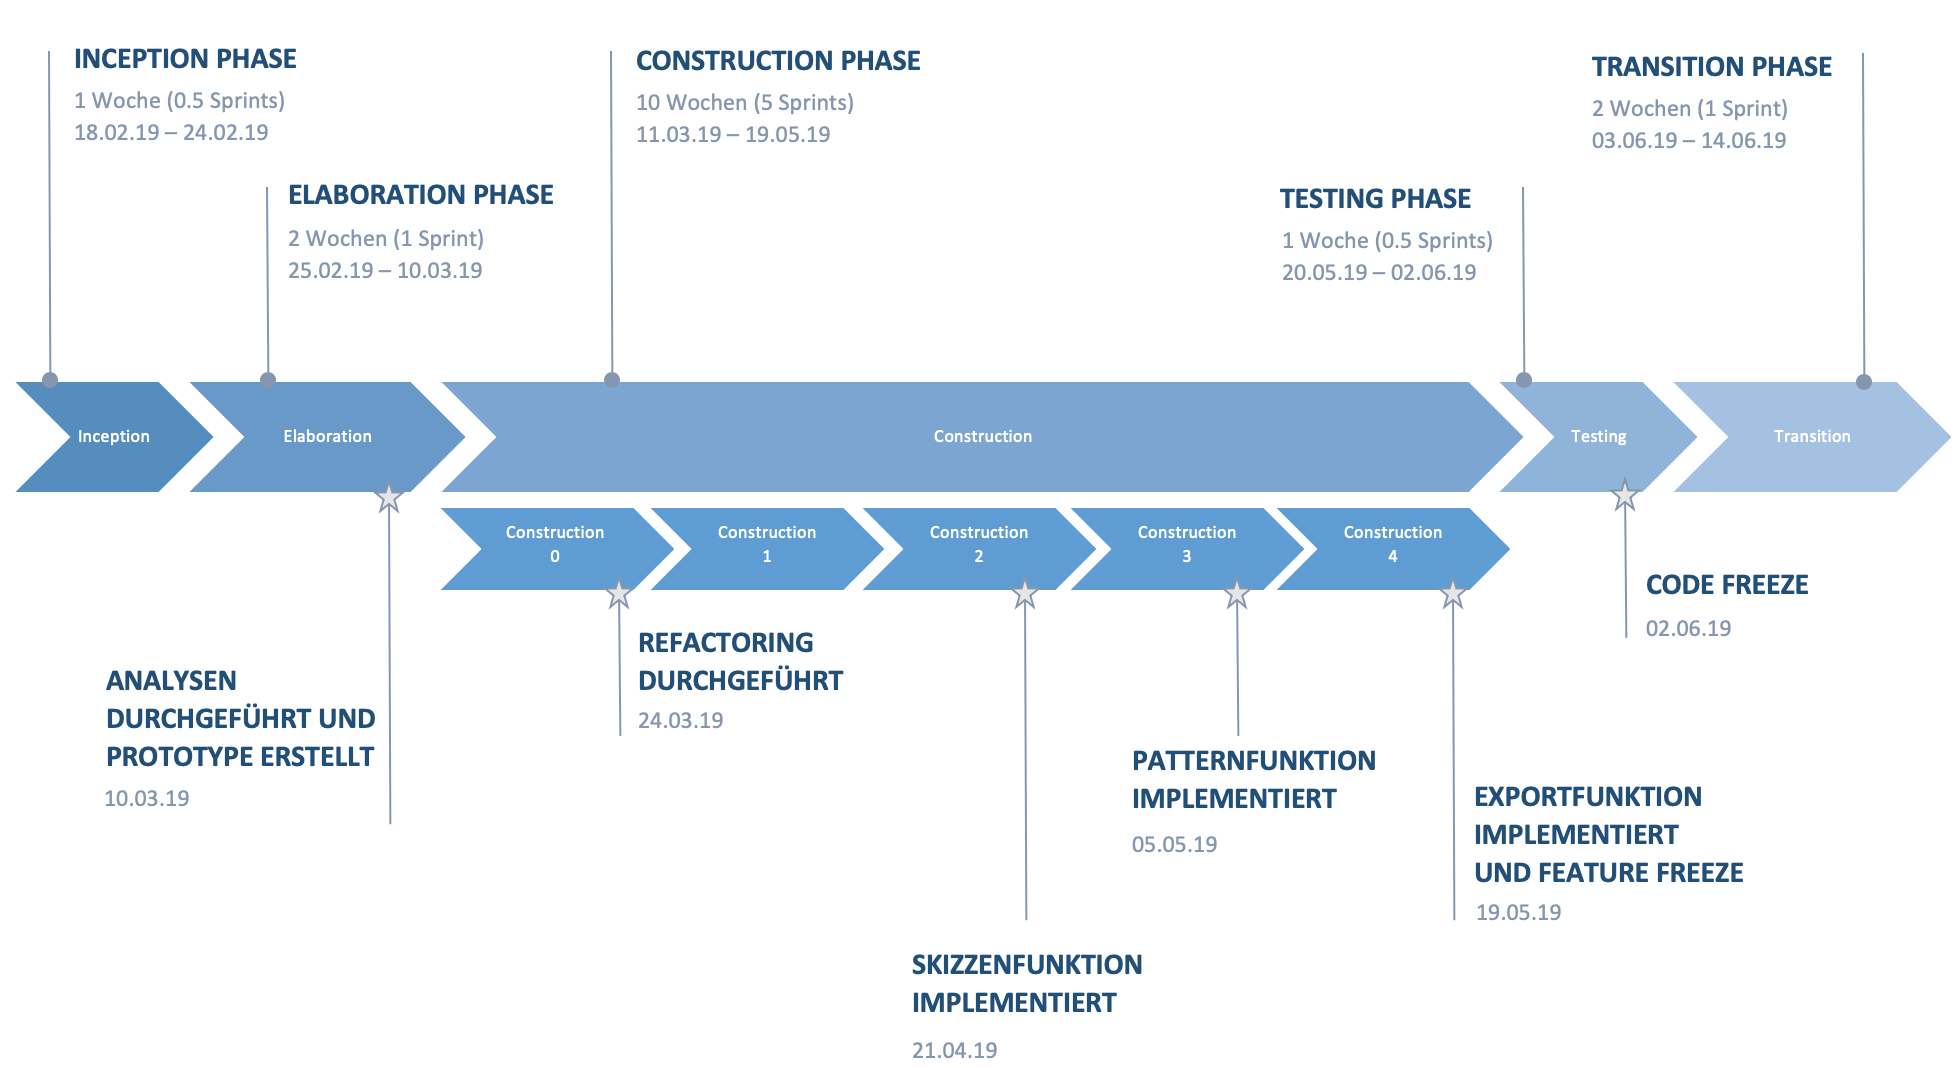 INCEPTION PHASE
1 Woche (0.5 Sprints)
18.02.19 – 24.02.19
CONSTRUCTION PHASE
10 Wochen (5 Sprints)
11.03.19 – 19.05.19
TRANSITION PHASE
2 Wochen (1 Sprint)
03.06.19 – 14.06.19
ELABORATION PHASE
2 Wochen (1 Sprint)
25.02.19 – 10.03.19
TESTING PHASE
1 Woche (0.5 Sprints)
20.05.19 – 02.06.19
Inception
Elaboration
Construction
Testing
Transition
Construction
0
Construction
1
Construction
2
Construction
3
Construction
4
CODE FREEZE
02.06.19
REFACTORING
DURCHGEFÜHRT
24.03.19
ANALYSEN
DURCHGEFÜHRT UND
PROTOTYPE ERSTELLT
10.03.19
PATTERNFUNKTION
IMPLEMENTIERT
05.05.19
EXPORTFUNKTION
IMPLEMENTIERT
UND FEATURE FREEZE
19.05.19
SKIZZENFUNKTION
IMPLEMENTIERT
21.04.19